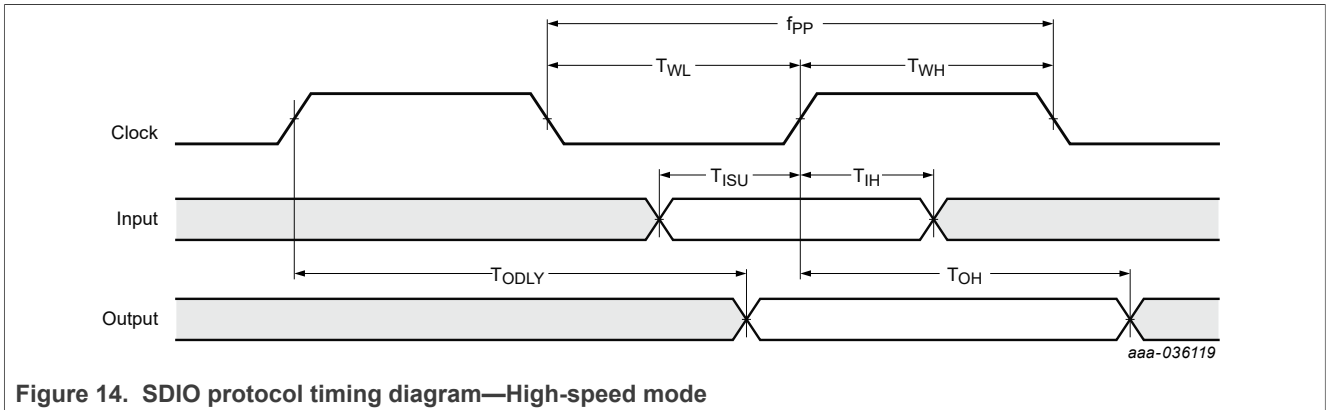 fPP
TWL
TWH
Clock
TISU
TIH
Input
TODLY
TOH
Output
aaa-036119
Figure 14. SDIO protocol timing diagram—High-speed mode